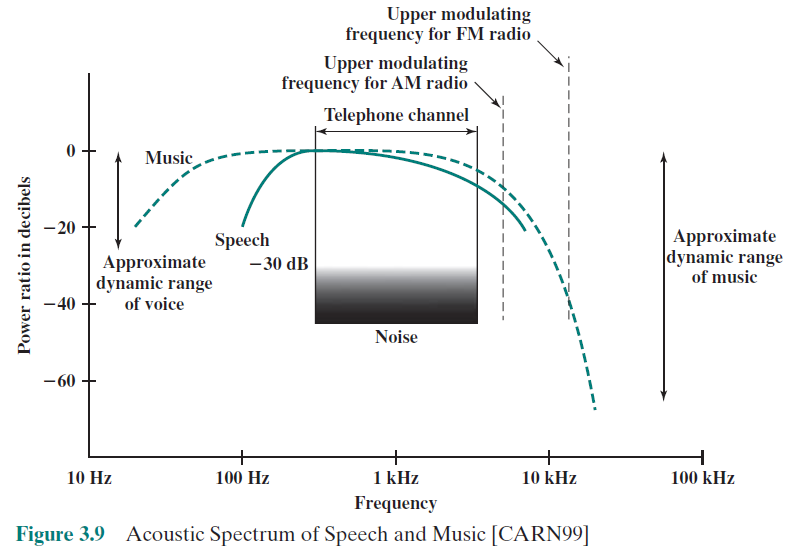 Upper modulating
frequency for FM radio
Upper modulating
frequency for AM radio
Telephone channel
0
Music
−20
Speech
Approximate
dynamic range
of voice
−30 dB
Approximate
dynamic range
of music
−40
Noise
−60
Power ratio in decibels
10 Hz
100 Hz
1 kHz
10 kHz
100 kHz
Frequency
Figure 3.9 Acoustic Spectrum of Speech and Music [CARN99]